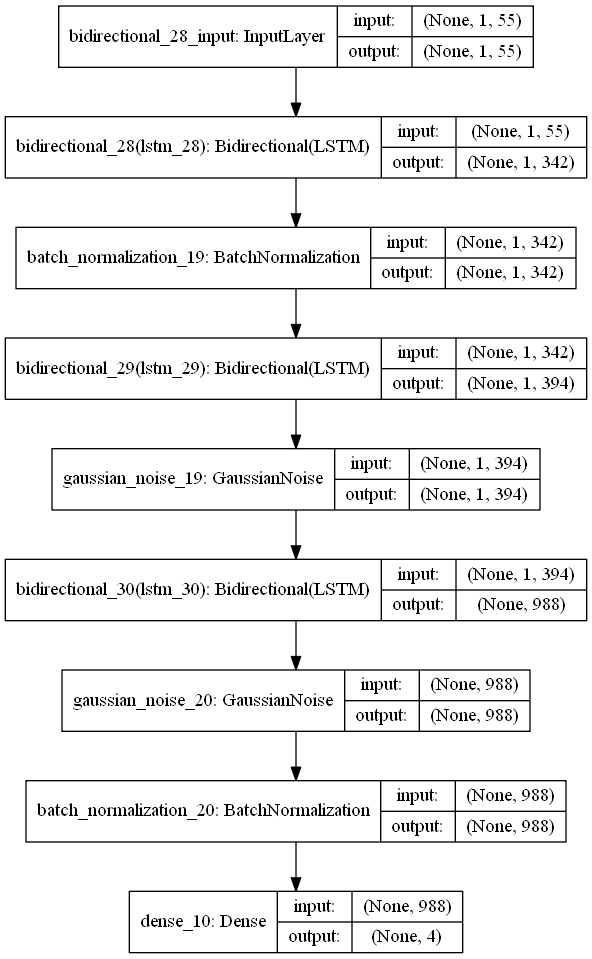 bidirectional_28_input: InputLayer
input: (None, 1, 55)
output: (None, 1, 55)
bidirectional_28(lstm_28): Bidirectional(LSTM)
input: (None, 1, 55)
output: (None, 1, 342)
batch_normalization_19: BatchNormalization
input: (None, 1, 342)
output: (None, 1, 342)
bidirectional_29(lstm_29): Bidirectional(LSTM)
input: (None, 1, 342)
output: (None, 1, 394)
gaussian_noise_19: GaussianNoise
input: (None, 1, 394)
output: (None, 1, 394)
bidirectional_30(lstm_30): Bidirectional(LSTM)
input: (None, 1, 394)
output: (None, 988)
gaussian_noise_20: GaussianNoise
input: (None, 988)
output: (None, 988)
batch_normalization_20: BatchNormalization
input: (None, 988)
output: (None, 988)
dense_10: Dense
input: (None, 988)
output: (None, 4)